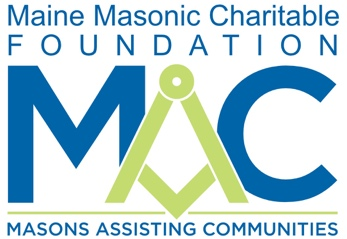 Maine Masonic Charitable
FOUNDATION
MAC
MASONS ASSISTING COMMUNITIES